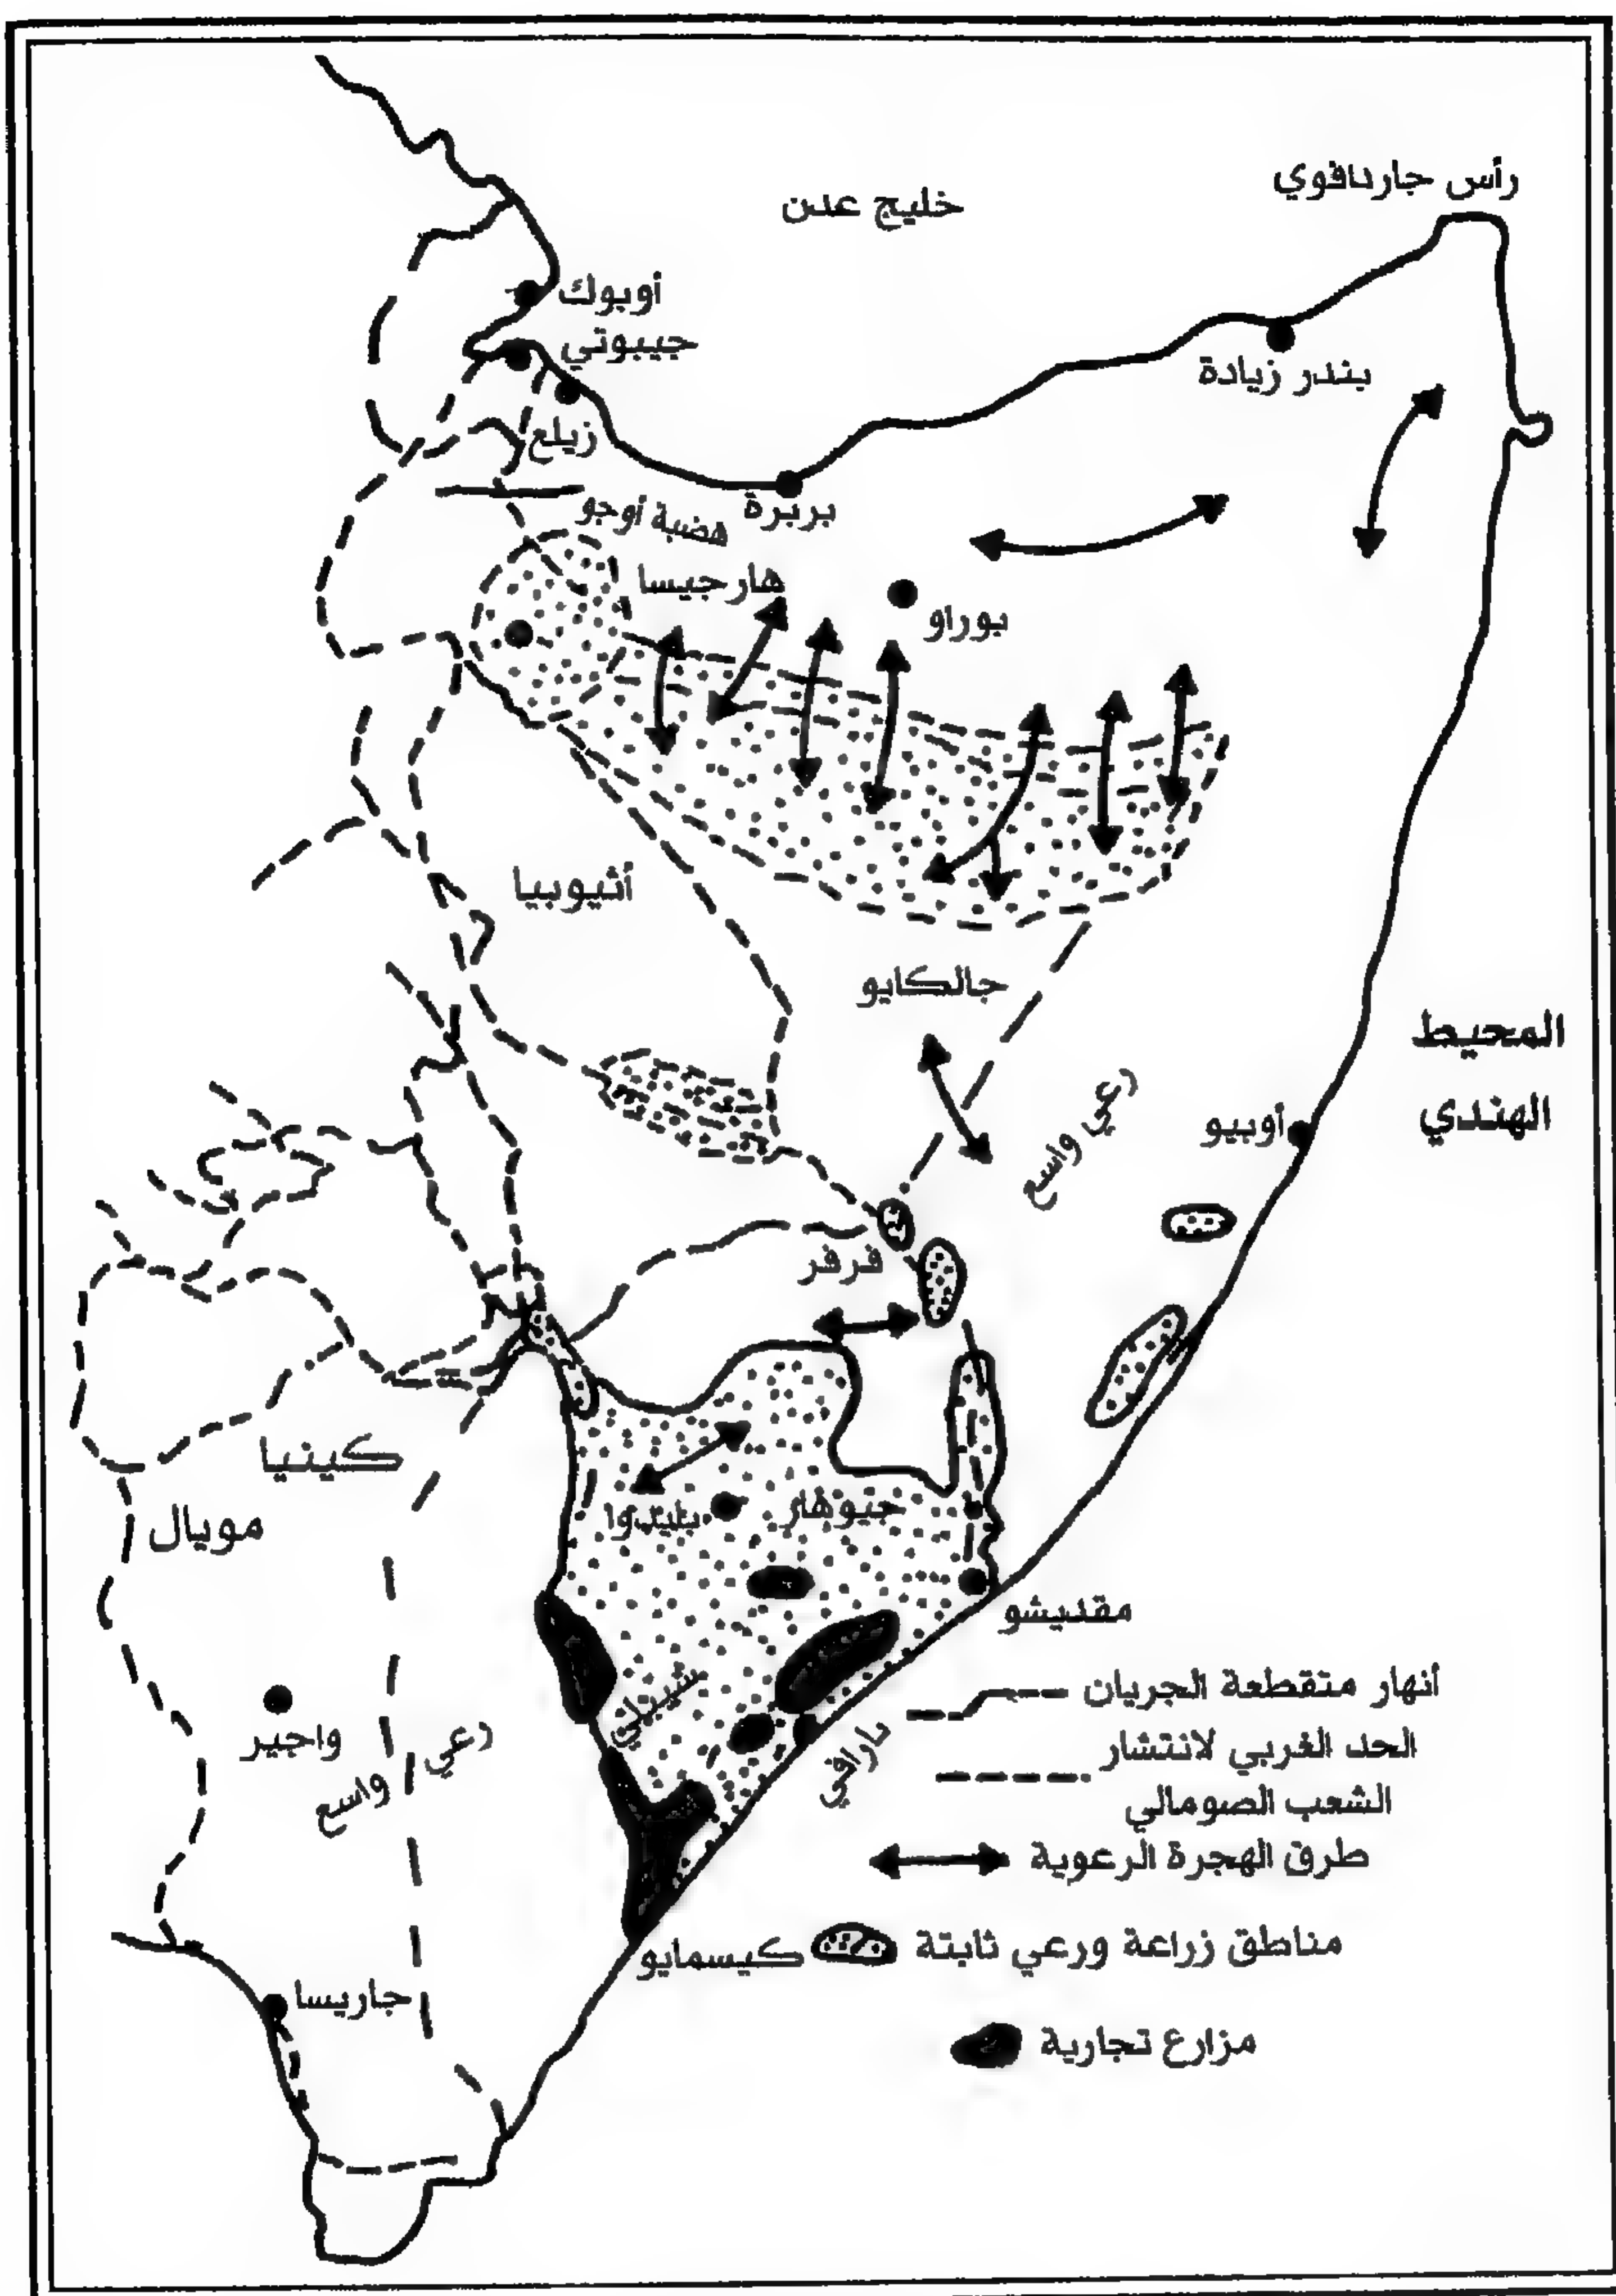 رأس جاردافوي
خليج عدن
أوبوك
جيبوتي
بندر زيادة
زيلع
بربرة
هضبة أوجو
هارجيسا
بوراو
أثيوبيا
جالكايو
المحيط
الهندي
رعي واسع
أوبيو
فرفر
كينيا
مويال
جيوهار
بليدوا
مقديشو
شيبلي
بارافي
واجير
رعي
واسع
أنهار متقطعة الجريان
الحد الغربي لانتشار
الشعب الصومالي
طرق الهجرة الرعوية
مناطق زراعة ورعي ثابتة
كيسمايو
جاريسا
مزارع تجارية